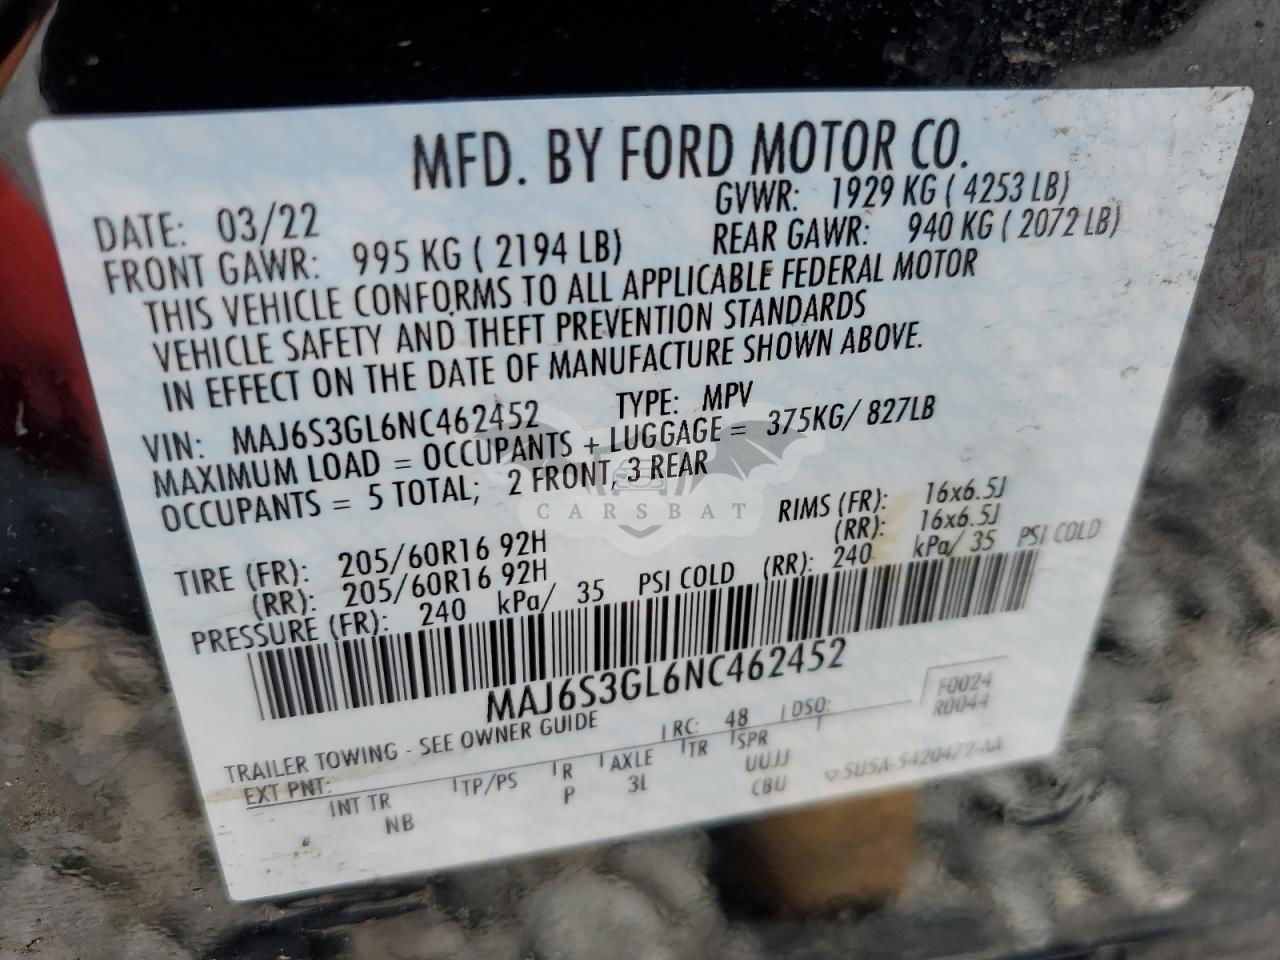 MFD. BY FORD MOTOR CO.
DATE: 03/22 GVWR: 1929 KG ( 4253 LB)
FRONT GAWR: 995 KG ( 2194 LB) REAR GAWR: 940 KG ( 2072 LB)
THIS VEHICLE CONFORMS TO ALL APPLICABLE FEDERAL MOTOR
VEHICLE SAFETY AND THEFT PREVENTION STANDARDS
IN EFFECT ON THE DATE OF MANUFACTURE SHOWN ABOVE.
VIN: MAJ6S3GL6NC462452 TYPE: MPV
MAXIMUM LOAD = OCCUPANTS + LUGGAGE = 375KG/ 827LB
OCCUPANTS = 5 TOTAL; 2 FRONT, 3 REAR
CARSBAT
TIRE (FR): 205/60R16 92H RIMS (FR): 16x6.5J
(RR): 205/60R16 92H (RR): 16x6.5J
PRESSURE (FR): 240 kPa/ 35 PSI COLD (RR): 240 kPa/ 35 PSI COLD
MAJ6S3GL6NC462452
F0024
R0044
TRAILER TOWING - SEE OWNER GUIDE
EXT PNT: RC: 48 DSO:
INT TR TP/PS R AXLE TR SPR
NB P 3L UUJJ
CBU 5U5A-5420472-AA